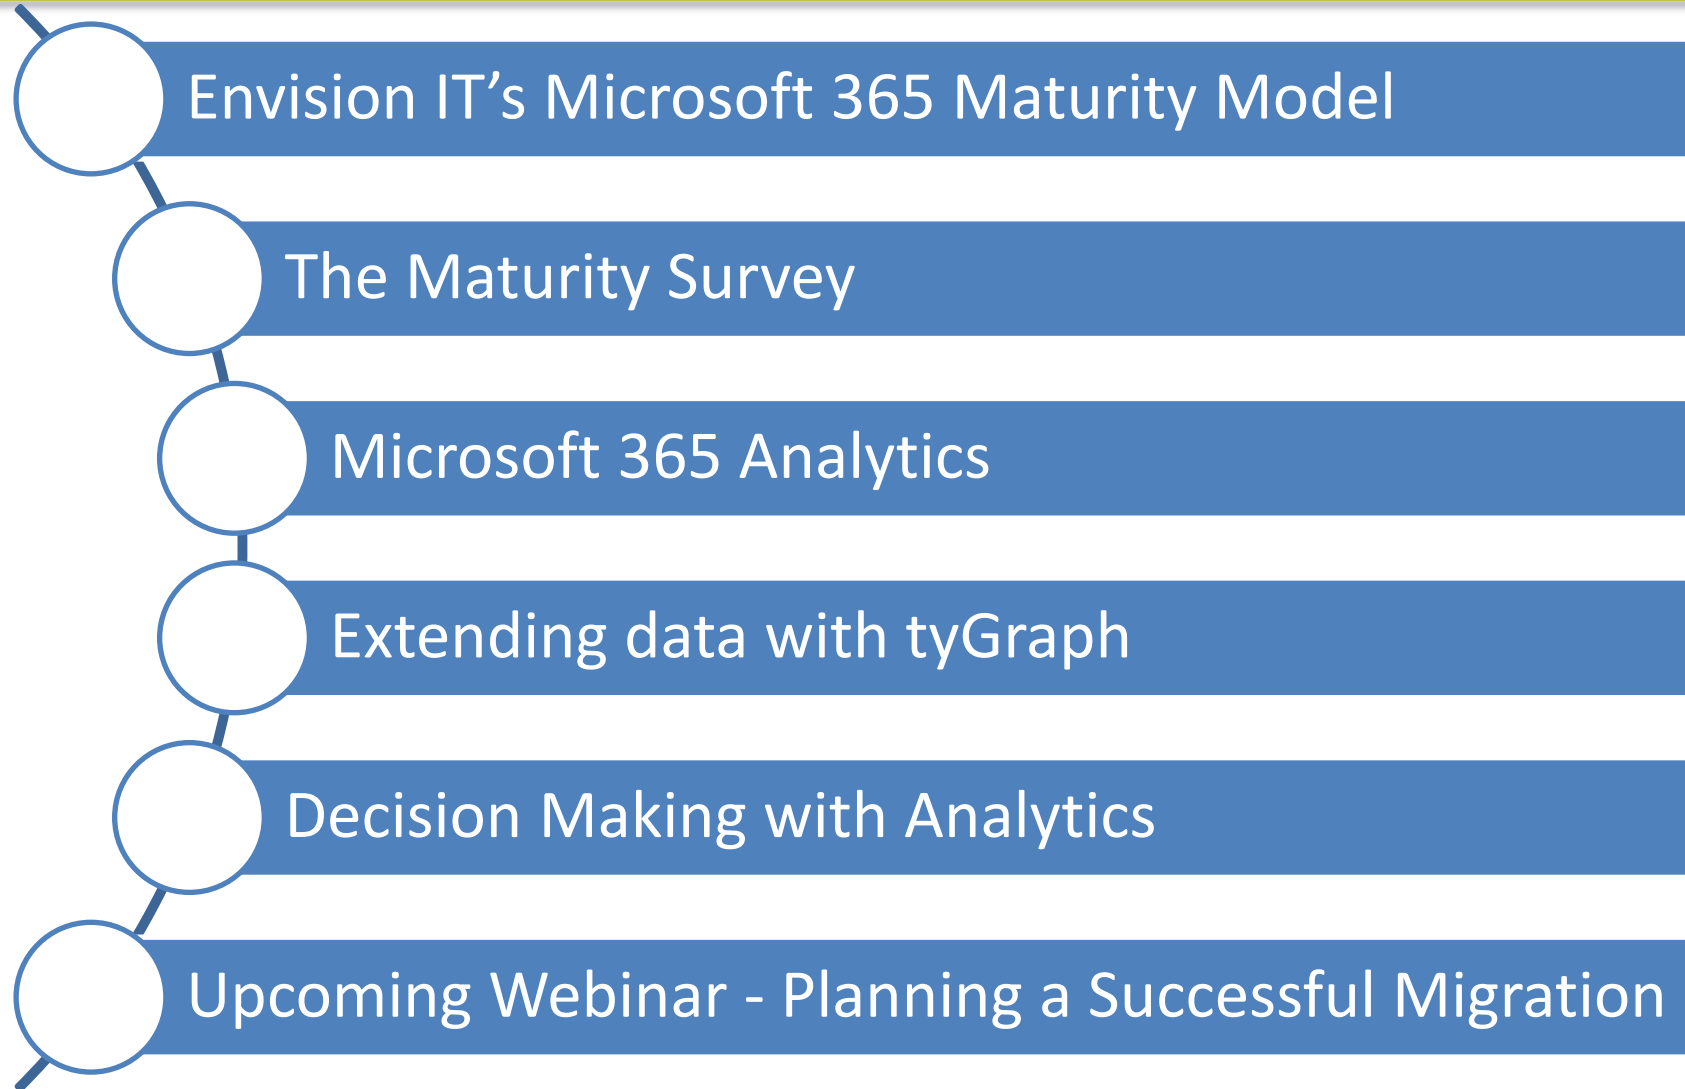 Envision IT’s Microsoft 365 Maturity Model
The Maturity Survey
Microsoft 365 Analytics
Extending data with tyGraph
Decision Making with Analytics
Upcoming Webinar - Planning a Successful Migration